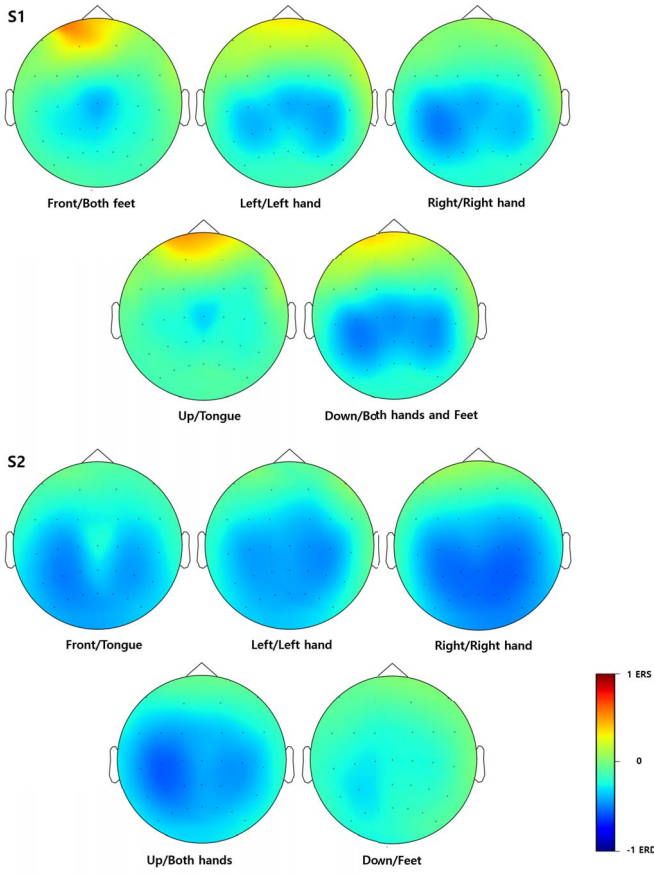 S1
Front/Both feet
Left/Left hand
Right/Right hand
Up/Tongue
Down/Both hands and Feet
S2
Front/Tongue
Left/Left hand
Right/Right hand
Up/Both hands
Down/Feet
1 ERS
0
-1 ERD